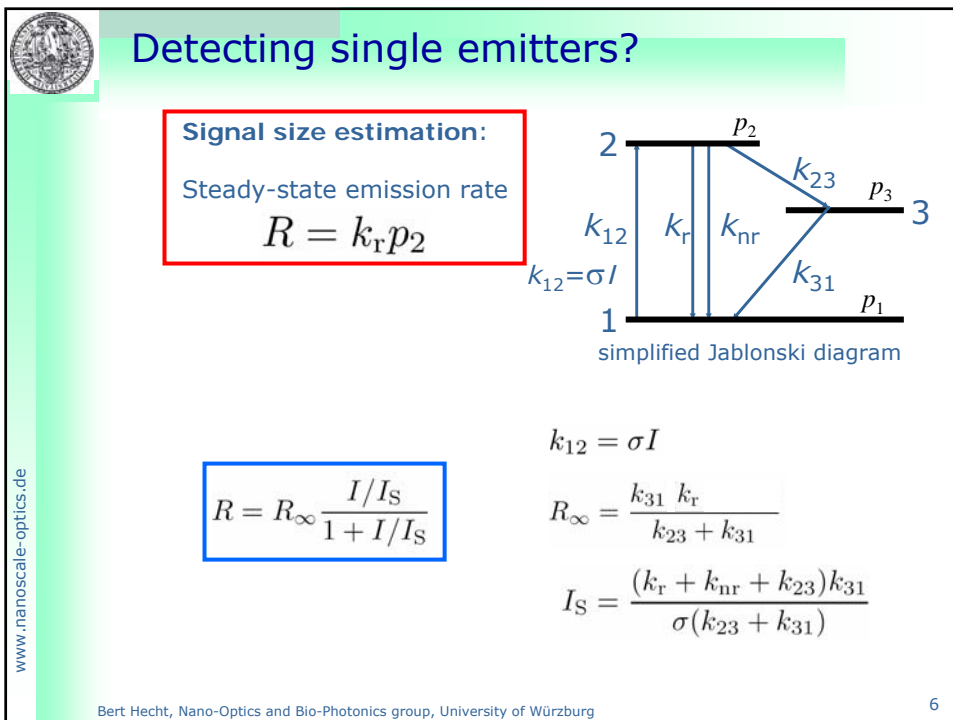 Detecting single emitters?
Signal size estimation:
Steady-state emission rate
R = k_r p_2
p_2
2
k_23
p_3
3
k_12 k_r k_nr
k_12=σI
k_31
p_1
1
simplified Jablonski diagram
k_12 = σI
R = R_∞ (I/I_S)/(1 + I/I_S)
R_∞ = (k_31 k_r)/(k_23 + k_31)
I_S = ((k_r + k_nr + k_23)k_31)/(σ(k_23 + k_31))
www.nanoscale-optics.de
Bert Hecht, Nano-Optics and Bio-Photonics group, University of Würzburg
6